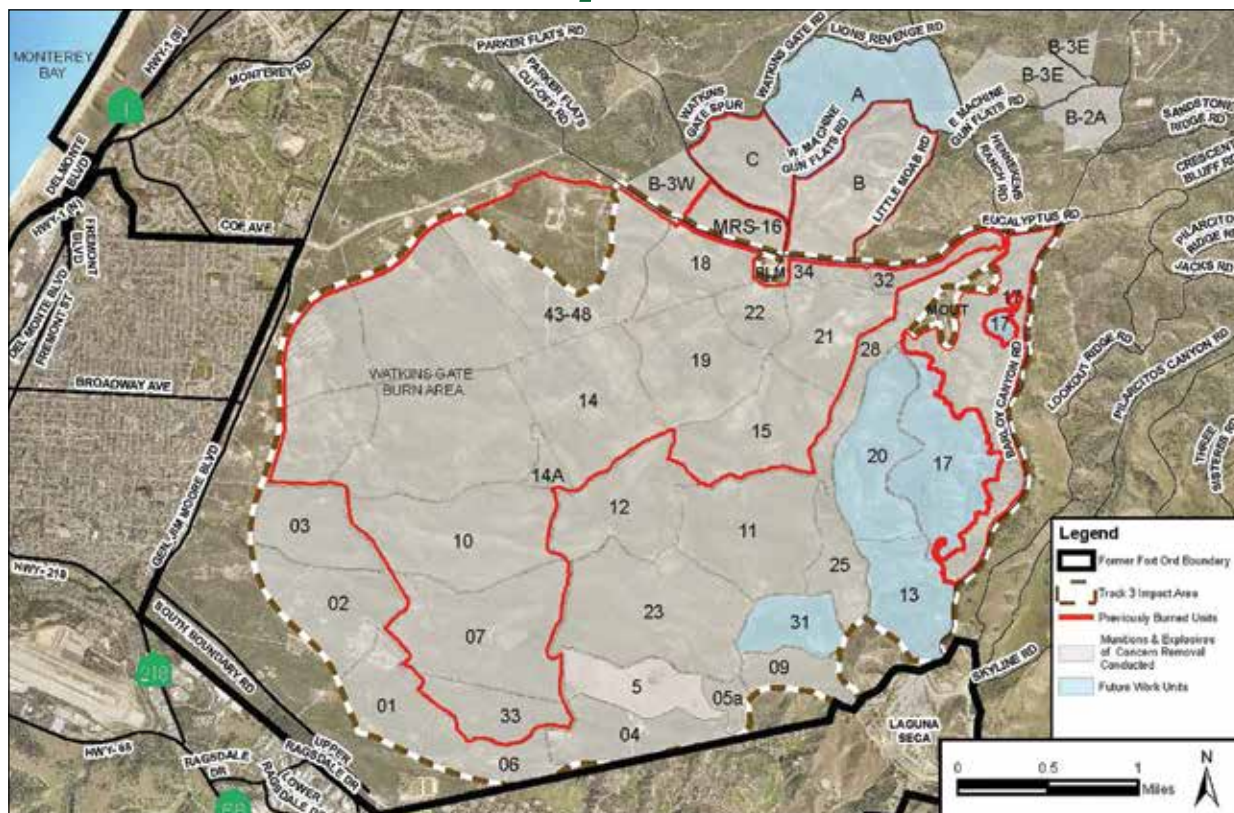 MONTEREY
BAY
HWY-1 (S)
MONTEREY RD
1
DELMONTE
BLVD
HWY-1 (N)
FREMONT
BLVD
COE AVE
DEL MONTE BLVD
FREMONT ST
BROADWAY AVE
GEN JIM MOORE BLVD
HWY- 218
218
SOUTH BOUNDARY RD
HWY- 68
RAGSDALE
DR
UPPER
RAGSDALE DR
LOWER
RAGSDALE DR
68
PARKER FLATS RD
PARKER FLATS
CUT-OFF RD
WATKINS GATE RD
WATKINS
GATE SPUR
LIONS REVENGE RD
W MACHINE
GUN FLATS RD
E MACHINE
GUN FLATS RD
LITTLE MOAB RD
HENNEKENS
RANCH RD
SANDSTONE
RIDGE RD
CRESCENT
BLUFF RD
EUCALYPTUS RD
PILARCITOS
RIDGE RD
JACKS RD
LOOKOUT RIDGE RD
PILARCITOS CANYON RD
BARLOY CANYON RD
THREE
SISTERS RD
SKYLINE RD
LAGUNA
SECA
A
B-3E
B-3E
B-2A
C
B
B-3W
MRS-16
BLM
18
34
32
MOUT
17
17
43-48
22
21
28
19
WATKINS GATE
BURN AREA
14
15
20
17
14A
12
03
10
11
25
02
13
07
23
31
09
5
05a
01
33
04
06
Legend
Former Fort Ord Boundary
Track 3 Impact Area
Previously Burned Units
Munitions & Explosives
of Concern Removal
Conducted
Future Work Units
0 0.5 1
Miles
N